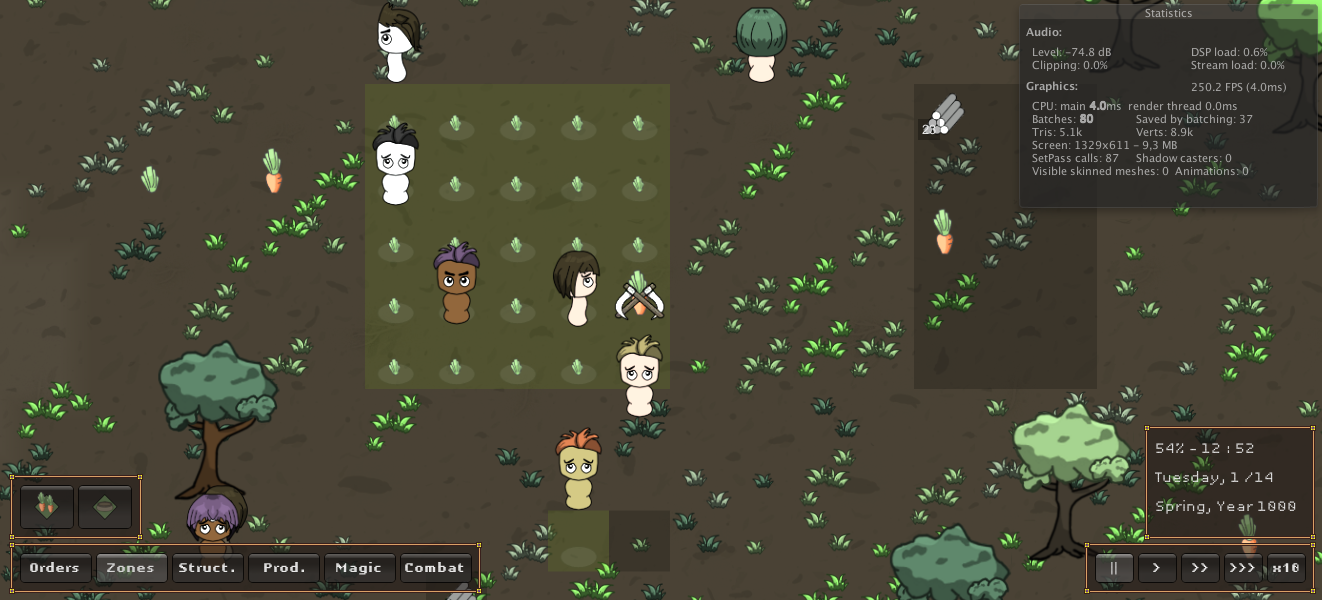 Statistics
Audio:
Level: -74.8 dB DSP load: 0.6%
Clipping: 0.0% Stream load: 0.0%
Graphics: 250.2 FPS (4.0ms)
CPU: main 4.0ms render thread 0.0ms
Batches: 80 Saved by batching: 37
Tris: 5.1k Verts: 8.9k
Screen: 1329x611 - 9,3 MB
SetPass calls: 87 Shadow casters: 0
Visible skinned meshes: 0 Animations: 0
54% - 12:52
Tuesday, 1/14
Spring, Year 1000
Orders Zones Struct. Prod. Magic Combat
|| > >> >>> x10